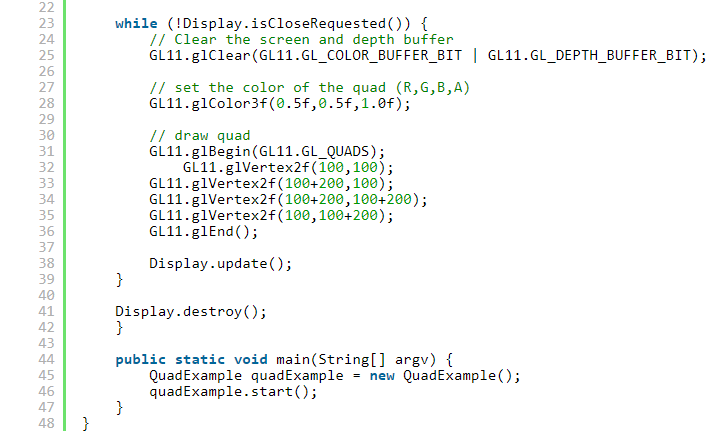 22
23 while (!Display.isCloseRequested()) {
24 // Clear the screen and depth buffer
25 GL11.glClear(GL11.GL_COLOR_BUFFER_BIT | GL11.GL_DEPTH_BUFFER_BIT);
26
27 // set the color of the quad (R,G,B,A)
28 GL11.glColor3f(0.5f,0.5f,1.0f);
29
30 // draw quad
31 GL11.glBegin(GL11.GL_QUADS);
32 GL11.glVertex2f(100,100);
33 GL11.glVertex2f(100+200,100);
34 GL11.glVertex2f(100+200,100+200);
35 GL11.glVertex2f(100,100+200);
36 GL11.glEnd();
37
38 Display.update();
39 }
40
41 Display.destroy();
42 }
43
44 public static void main(String[] argv) {
45 QuadExample quadExample = new QuadExample();
46 quadExample.start();
47 }
48 }